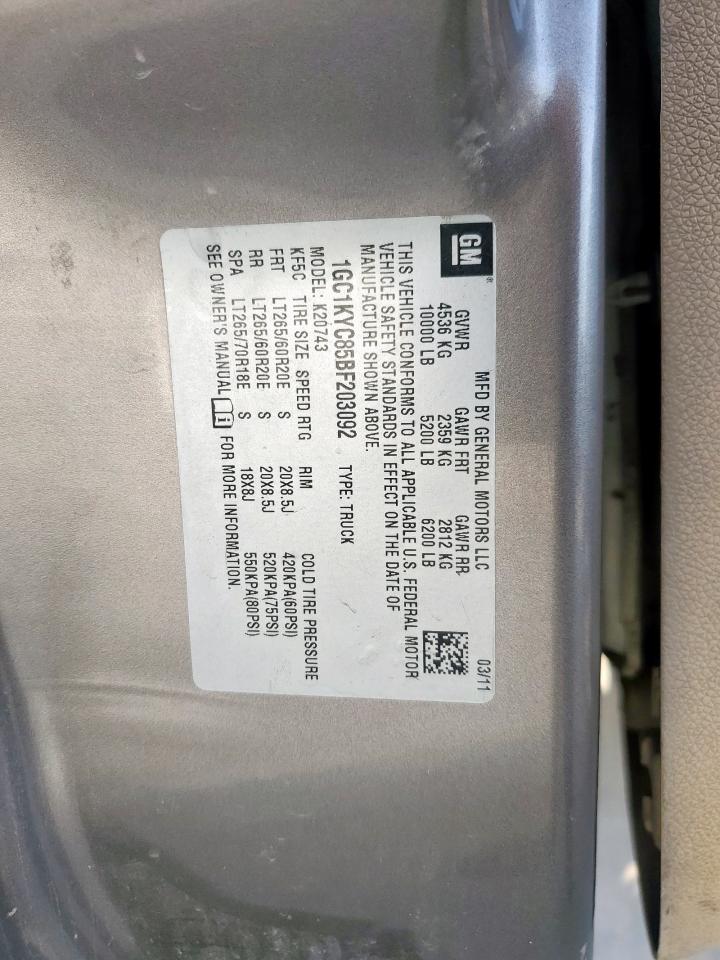 GM
MFD BY GENERAL MOTORS LLC 03/11
GVWR GAWR FRT GAWR RR
4536 KG 2359 KG 2812 KG
10000 LB 5200 LB 6200 LB
THIS VEHICLE CONFORMS TO ALL APPLICABLE U.S. FEDERAL MOTOR
VEHICLE SAFETY STANDARDS IN EFFECT ON THE DATE OF
MANUFACTURE SHOWN ABOVE.
1GC1KYC85BF203092 TYPE: TRUCK
MODEL: K20743
KF5C TIRE SIZE SPEED RTG RIM COLD TIRE PRESSURE
FRT LT265/60R20E S 20X8.5J 420KPA(60PSI)
RR LT265/60R20E S 20X8.5J 520KPA(75PSI)
SPA LT265/70R18E S 18X8J 550KPA(80PSI)
SEE OWNER'S MANUAL FOR MORE INFORMATION.